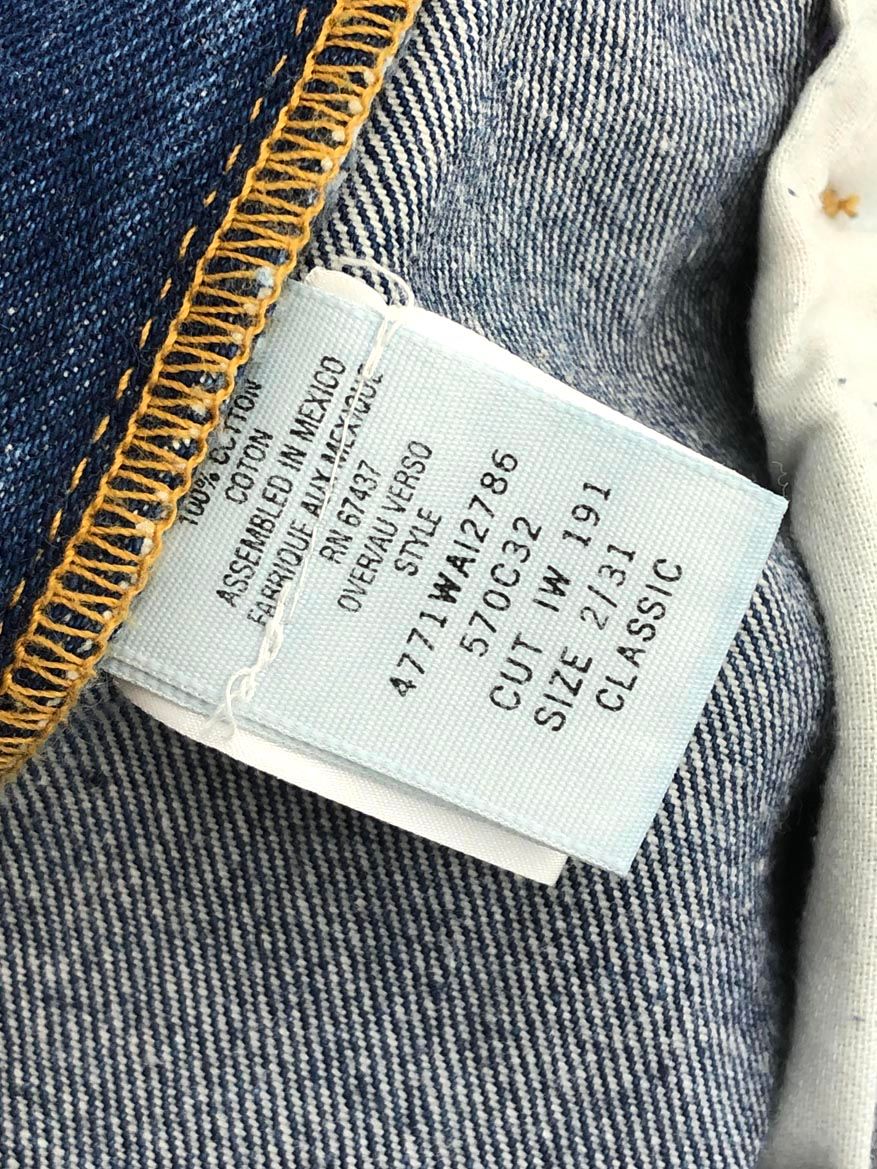 100% COTTON
COTON
ASSEMBLED IN MEXICO
FABRIQUE AUX MEXIQUE
RN 67437
OVER/AU VERSO
STYLE
4771WAI2786
570C32
CUT IW 191
SIZE 2/31
CLASSIC